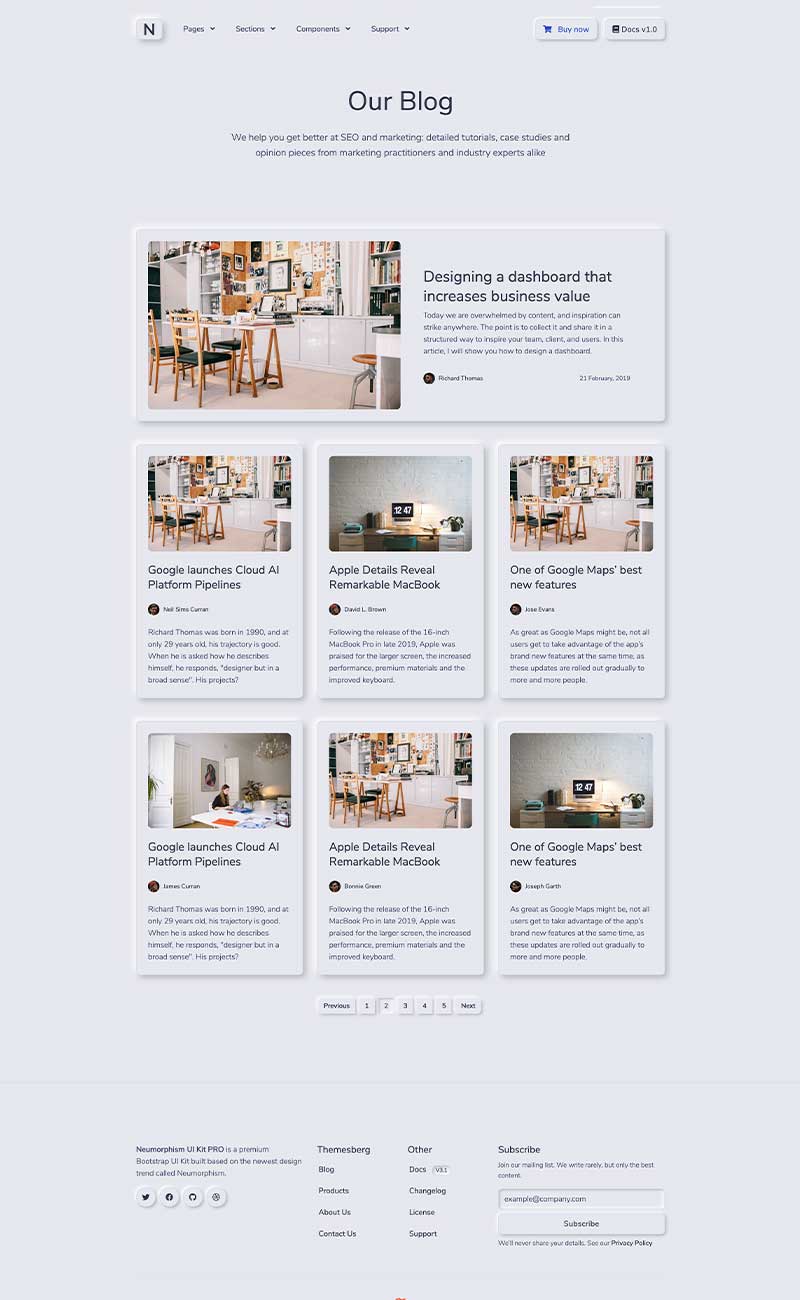 N
Pages
Sections
Components
Support
Buy now
Docs v1.0
Our Blog
We help you get better at SEO and marketing: detailed tutorials, case studies and
opinion pieces from marketing practitioners and industry experts alike
Designing a dashboard that
increases business value
Today we are overwhelmed by content, and inspiration can
strike anywhere. The point is to collect it and share it in a
structured way to inspire your team, client, and users. In this
article, I will show you how to design a dashboard.
Richard Thomas
21 February, 2019
Google launches Cloud AI
Platform Pipelines
Neil Sims Curran
Richard Thomas was born in 1990, and at
only 29 years old, his trajectory is good.
When he is asked how he describes
himself, he responds, "designer but in a
broad sense". His projects?
12 47
Apple Details Reveal
Remarkable MacBook
David L. Brown
Following the release of the 16-inch
MacBook Pro in late 2019, Apple was
praised for the larger screen, the increased
performance, premium materials and the
improved keyboard.
One of Google Maps' best
new features
Jose Evans
As great as Google Maps might be, not all
users get to take advantage of the app's
brand new features at the same time, as
these updates are rolled out gradually to
more and more people.
Google launches Cloud AI
Platform Pipelines
James Curran
Richard Thomas was born in 1990, and at
only 29 years old, his trajectory is good.
When he is asked how he describes
himself, he responds, "designer but in a
broad sense". His projects?
Apple Details Reveal
Remarkable MacBook
Bonnie Green
Following the release of the 16-inch
MacBook Pro in late 2019, Apple was
praised for the larger screen, the increased
performance, premium materials and the
improved keyboard.
12 47
One of Google Maps' best
new features
Joseph Garth
As great as Google Maps might be, not all
users get to take advantage of the app's
brand new features at the same time, as
these updates are rolled out gradually to
more and more people.
Previous 1 2 3 4 5 Next
Neumorphism UI Kit PRO is a premium
Bootstrap UI Kit built based on the newest design
trend called Neumorphism.
Themesberg
Blog
Products
About Us
Contact Us
Other
Docs v3.1
Changelog
License
Support
Subscribe
Join our mailing list. We write rarely, but only the best
content.
example@company.com
Subscribe
We'll never share your details. See our Privacy Policy